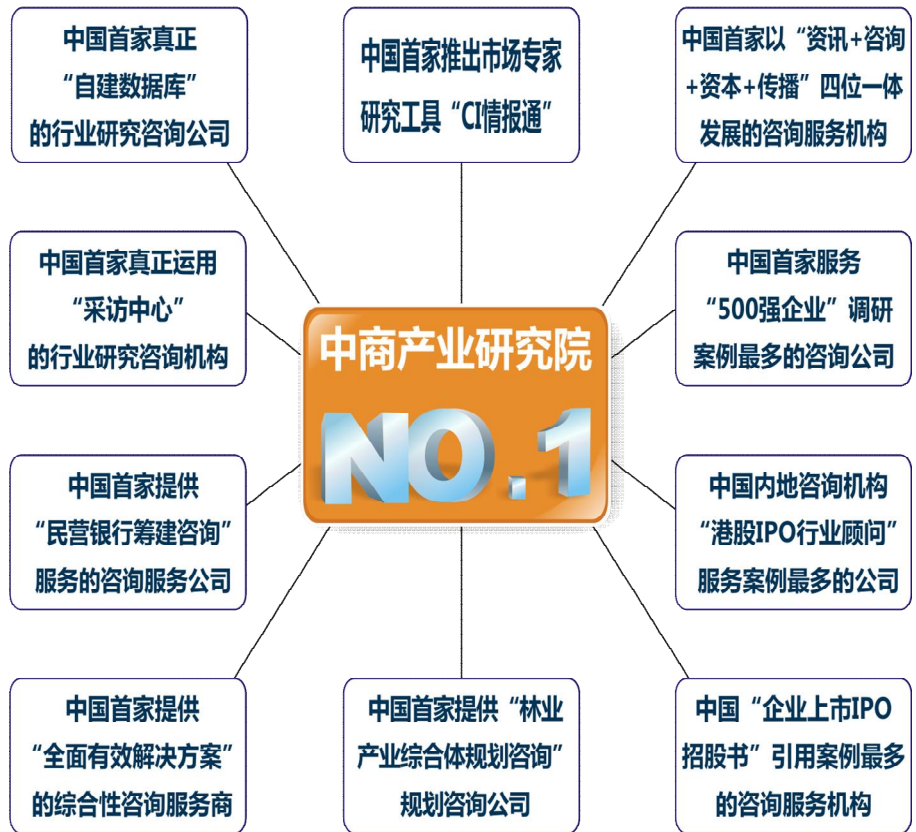 中国首家真正
“自建数据库”
的行业研究咨询公司
中国首家推出市场专家
研究工具“CI情报通”
中国首家以“资讯+咨询
+资本+传播”四位一体
发展的咨询服务机构
中国首家真正运用
“采访中心”
的行业研究咨询机构
中国首家服务
“500强企业”调研
案例最多的咨询公司
中商产业研究院
NO.1
中国首家提供
“民营银行筹建咨询”
服务的咨询服务公司
中国内地咨询机构
“港股IPO行业顾问”
服务案例最多的公司
中国首家提供
“全面有效解决方案”
的综合性咨询服务商
中国首家提供“林业
产业综合体规划咨询”
规划咨询公司
中国“企业上市IPO
招股书”引用案例最多
的咨询服务机构